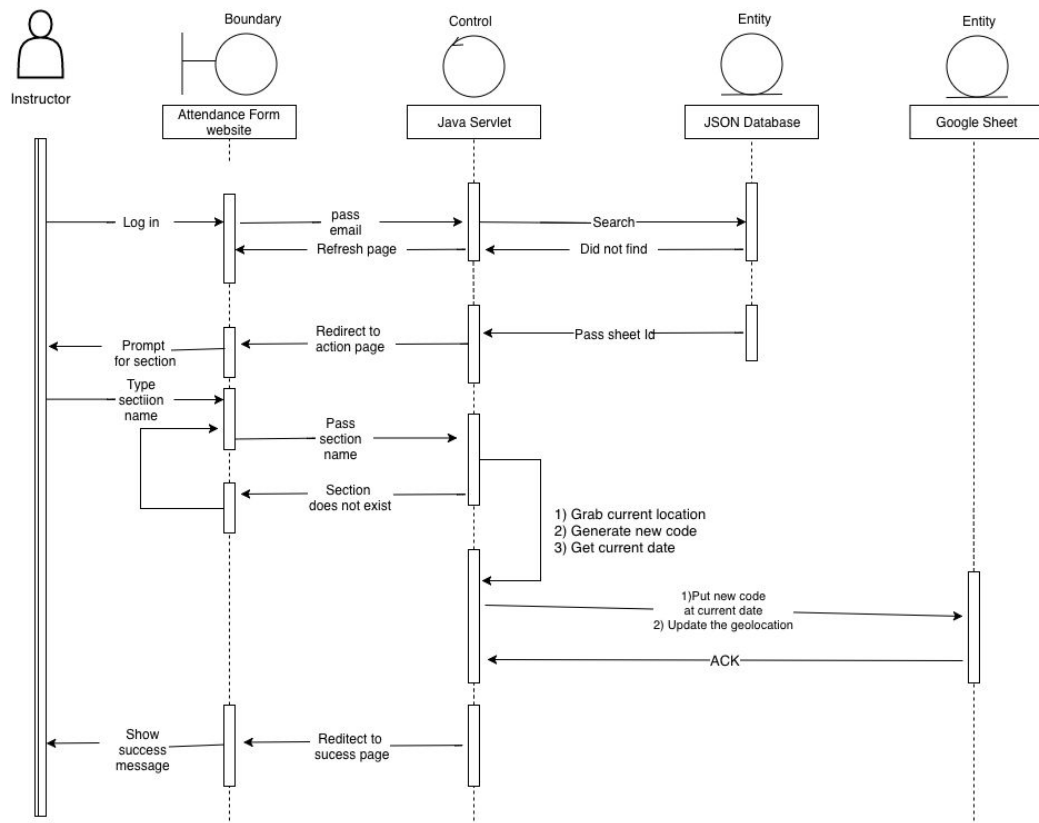 Boundary
Control
Entity
Entity
Instructor
Attendance Form
website
Java Servlet
JSON Database
Google Sheet
Log in
pass
email
Search
Refresh page
Did not find
Pass sheet Id
Redirect to
action page
Prompt
for section
Type
sectiion
name
Pass
section
name
Section
does not exist
1) Grab current location
2) Generate new code
3) Get current date
1)Put new code
at current date
2) Update the geolocation
ACK
Show
success
message
Reditect to
sucess page